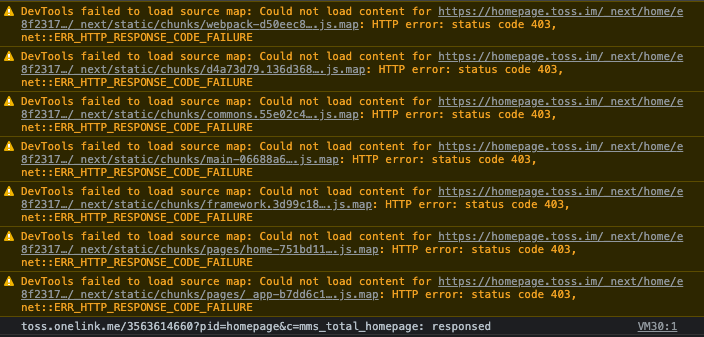 DevTools failed to load source map: Could not load content for https://homepage.toss.im/_next/home/e
8f2317…/_next/static/chunks/webpack-d50eec8….js.map: HTTP error: status code 403,
net::ERR_HTTP_RESPONSE_CODE_FAILURE
DevTools failed to load source map: Could not load content for https://homepage.toss.im/_next/home/e
8f2317…/_next/static/chunks/d4a73d79.136d368….js.map: HTTP error: status code 403,
net::ERR_HTTP_RESPONSE_CODE_FAILURE
DevTools failed to load source map: Could not load content for https://homepage.toss.im/_next/home/e
8f2317…/_next/static/chunks/commons.55e02c4….js.map: HTTP error: status code 403,
net::ERR_HTTP_RESPONSE_CODE_FAILURE
DevTools failed to load source map: Could not load content for https://homepage.toss.im/_next/home/e
8f2317…/_next/static/chunks/main-06688a6….js.map: HTTP error: status code 403,
net::ERR_HTTP_RESPONSE_CODE_FAILURE
DevTools failed to load source map: Could not load content for https://homepage.toss.im/_next/home/e
8f2317…/_next/static/chunks/framework.3d99c18….js.map: HTTP error: status code 403,
net::ERR_HTTP_RESPONSE_CODE_FAILURE
DevTools failed to load source map: Could not load content for https://homepage.toss.im/_next/home/e
8f2317…/_next/static/chunks/pages/home-751bd11….js.map: HTTP error: status code 403,
net::ERR_HTTP_RESPONSE_CODE_FAILURE
DevTools failed to load source map: Could not load content for https://homepage.toss.im/_next/home/e
8f2317…/_next/static/chunks/pages/_app-b7dd6c1….js.map: HTTP error: status code 403,
net::ERR_HTTP_RESPONSE_CODE_FAILURE
toss.onelink.me/3563614660?pid=homepage&c=mms_total_homepage: responsed VM30:1